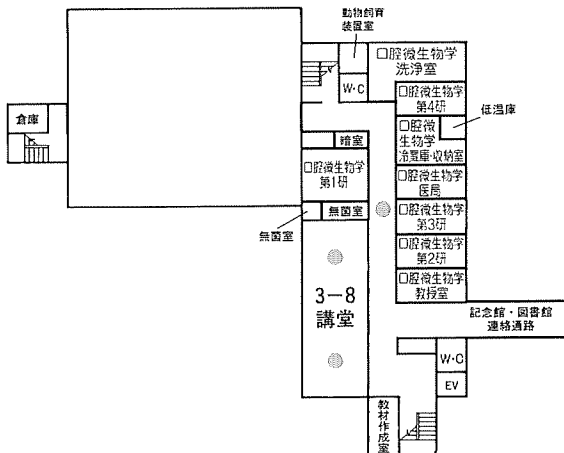 動物飼育
装置室
口腔微生物学
洗浄室
W·C
口腔微生物学
第4研
低温庫
倉庫
口腔微
生物学
冷蔵庫・収納室
暗室
口腔微生物学
第1研
口腔微生物学
医局
無菌室
無菌室
口腔微生物学
第3研
口腔微生物学
第2研
口腔微生物学
教授室
3-8
講堂
記念館・図書館
連絡通路
W·C
EV
教材作成室